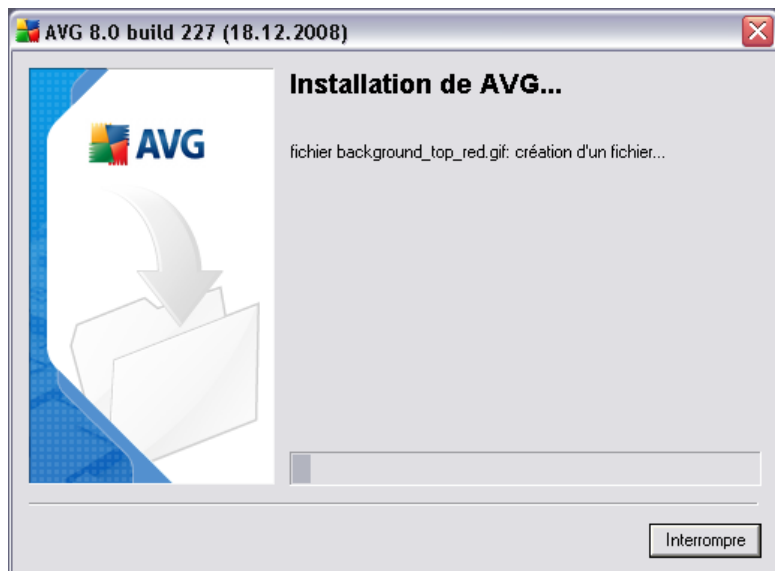 AVG 8.0 build 227 (18.12.2008)
AVG
Installation de AVG...
fichier background_top_red.gif: création d'un fichier...
Interrompre